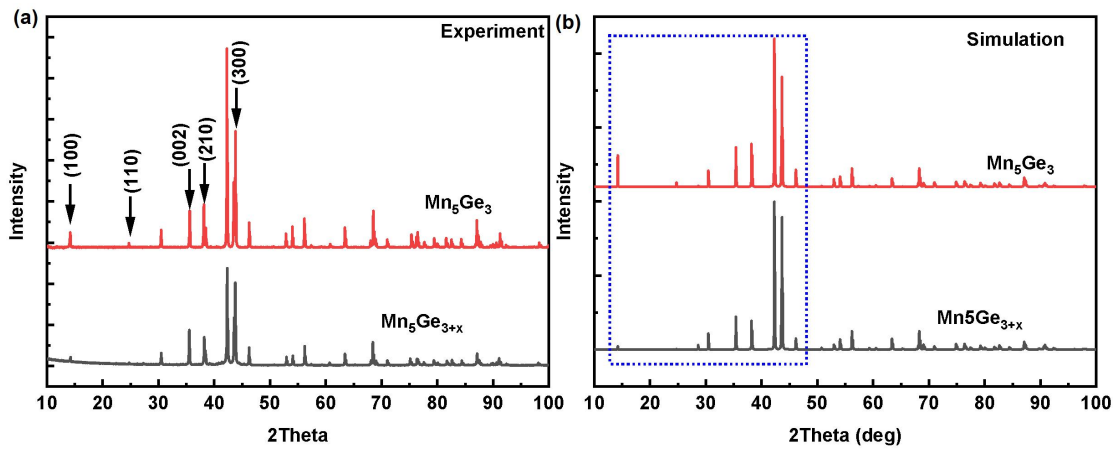 (a)
Experiment
(100)
(110)
(002)
(210)
(300)
Mn₅Ge₃
Mn₅Ge₃₊ₓ
Intensity
10 20 30 40 50 60 70 80 90 100
2Theta
(b)
Simulation
Mn₅Ge₃
Mn5Ge₃₊ₓ
Intensity
10 20 30 40 50 60 70 80 90 100
2Theta (deg)